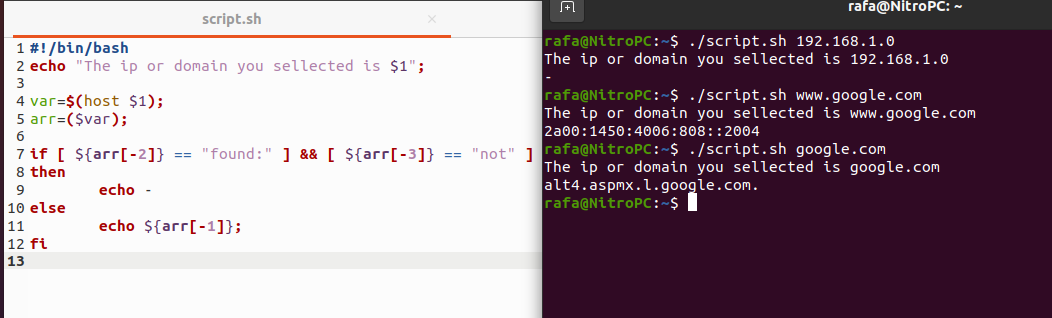 script.sh ×
1 #!/bin/bash
2 echo "The ip or domain you sellected is $1";
3
4 var=$(host $1);
5 arr=($var);
6
7 if [ ${arr[-2]} == "found:" ] && [ ${arr[-3]} == "not" ]
8 then
9 echo -
10 else
11 echo ${arr[-1]};
12 fi
13
rafa@NitroPC: ~
rafa@NitroPC:~$ ./script.sh 192.168.1.0
The ip or domain you sellected is 192.168.1.0
-
rafa@NitroPC:~$ ./script.sh www.google.com
The ip or domain you sellected is www.google.com
2a00:1450:4006:808::2004
rafa@NitroPC:~$ ./script.sh google.com
The ip or domain you sellected is google.com
alt4.aspmx.l.google.com.
rafa@NitroPC:~$